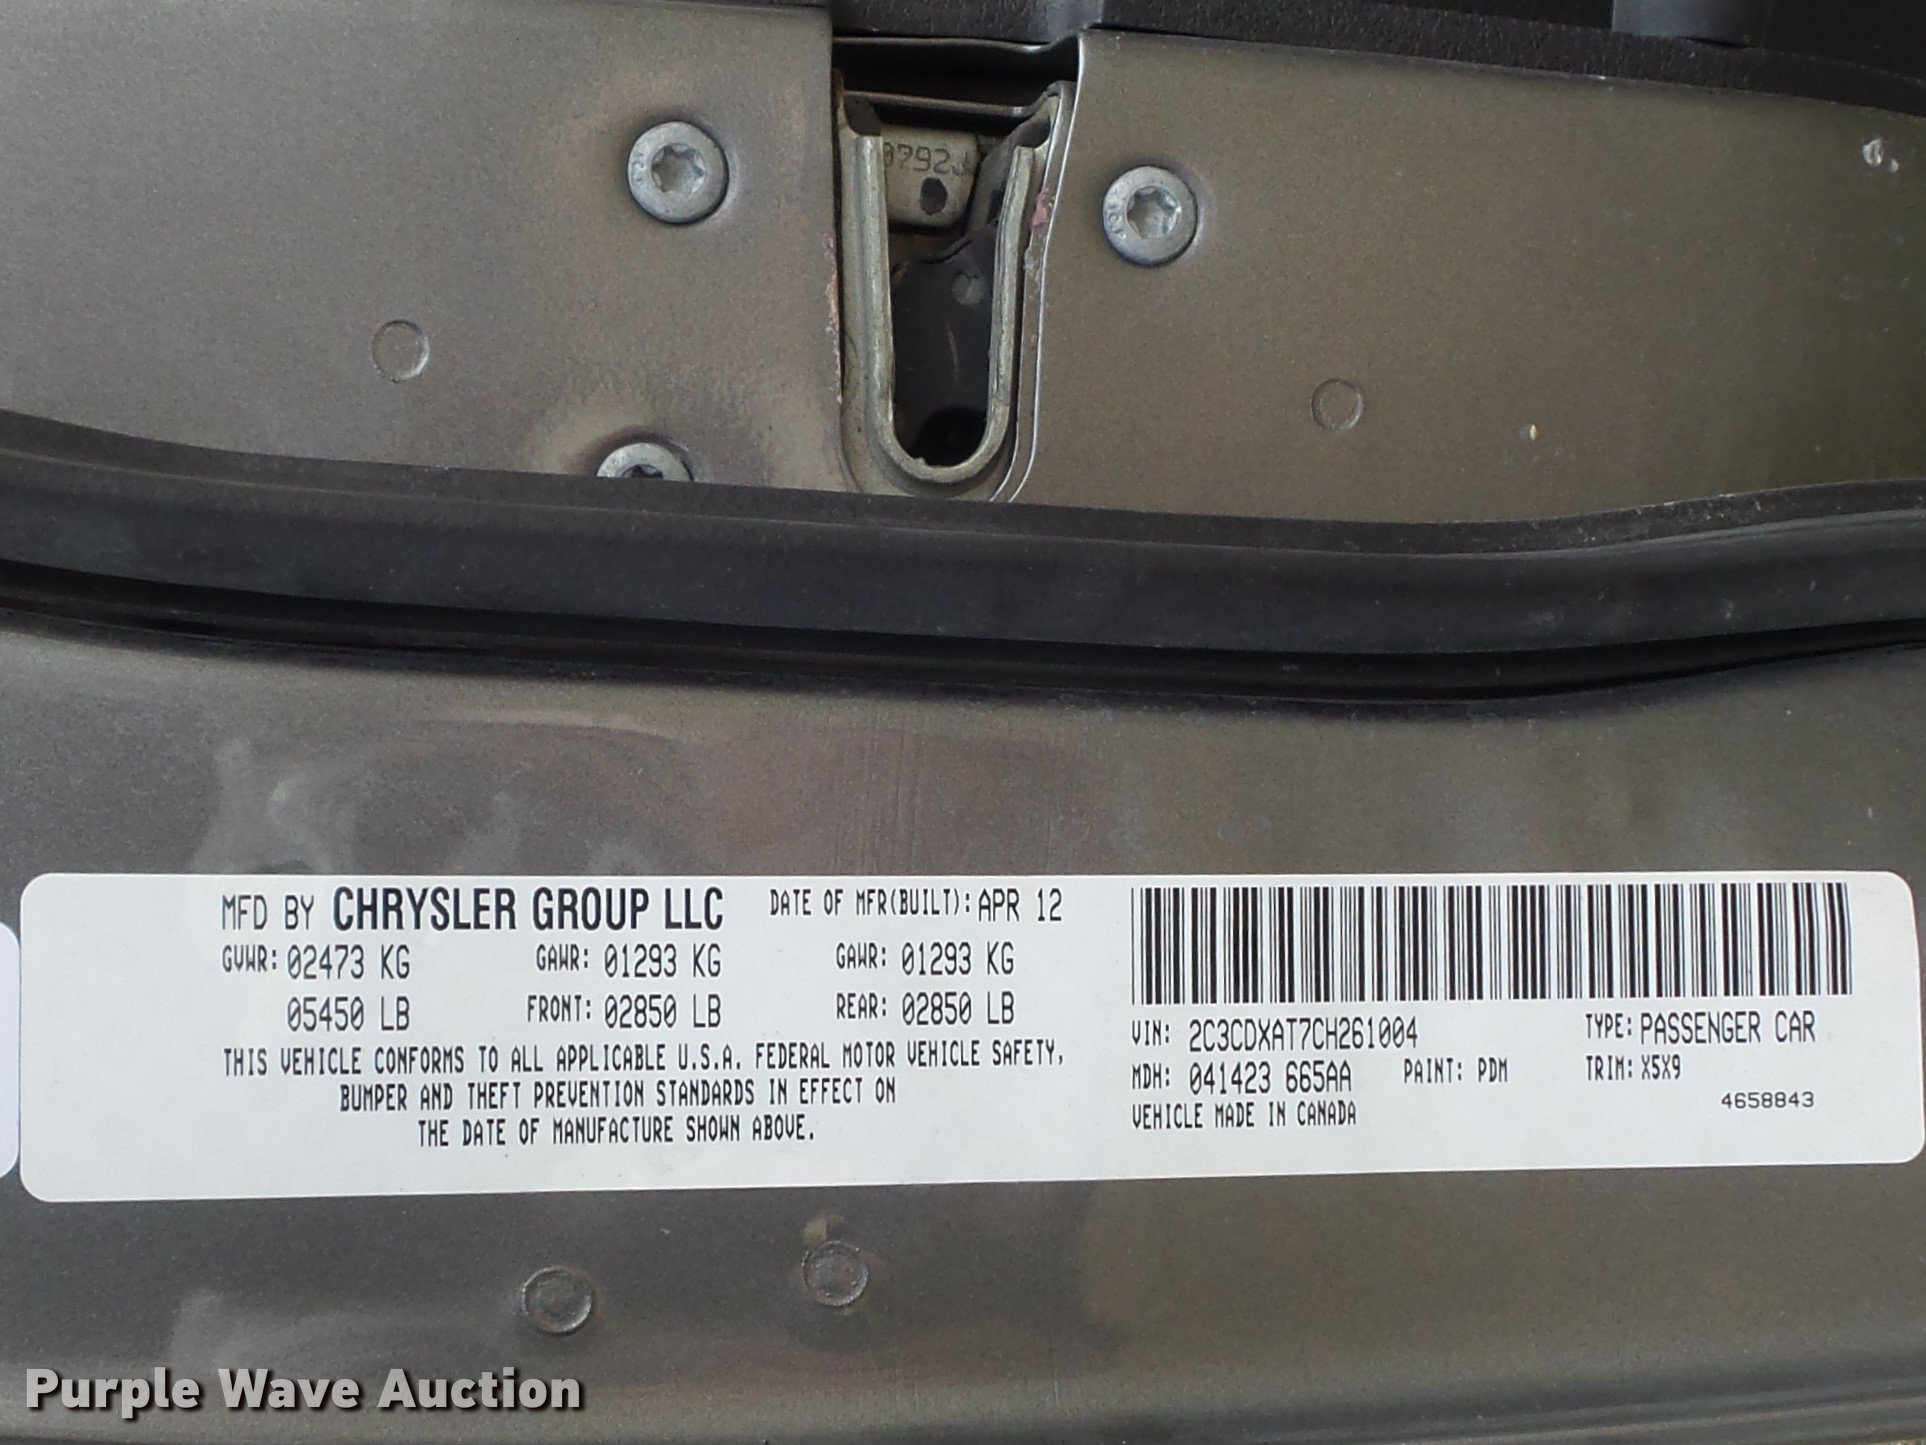 0792
MFD BY CHRYSLER GROUP LLC DATE OF MFR(BUILT): APR 12
GVWR: 02473 KG GAWR: 01293 KG GAWR: 01293 KG
05450 LB FRONT: 02850 LB REAR: 02850 LB
THIS VEHICLE CONFORMS TO ALL APPLICABLE U.S.A. FEDERAL MOTOR VEHICLE SAFETY,
BUMPER AND THEFT PREVENTION STANDARDS IN EFFECT ON
THE DATE OF MANUFACTURE SHOWN ABOVE.
VIN: 2C3CDXAT7CH261004 TYPE: PASSENGER CAR
MDH: 041423 665AA PAINT: PDM TRIM: X5X9
VEHICLE MADE IN CANADA 4658843
Purple Wave Auction